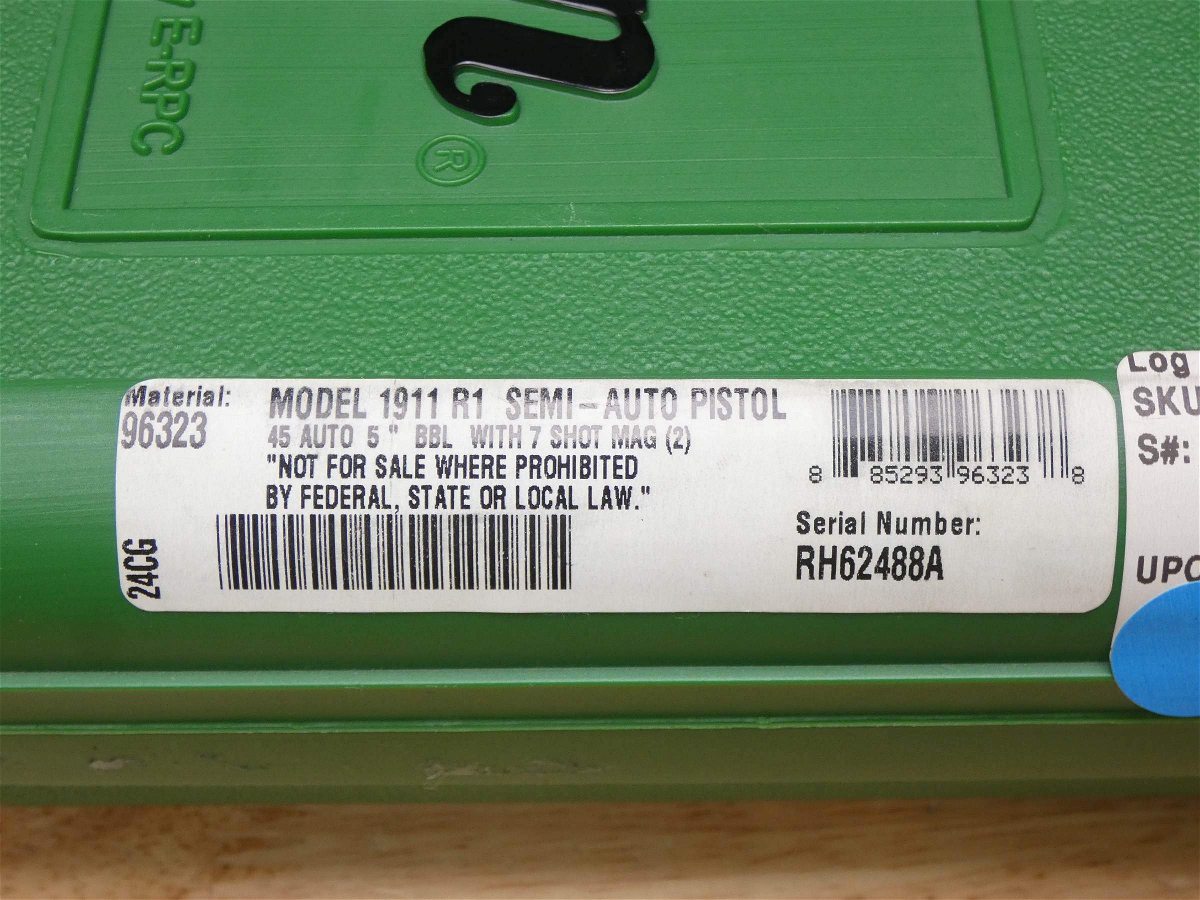 E-RPC
®
Material:
96323
MODEL 1911 R1 SEMI-AUTO PISTOL
45 AUTO 5" BBL WITH 7 SHOT MAG (2)
"NOT FOR SALE WHERE PROHIBITED
BY FEDERAL, STATE OR LOCAL LAW."
24CG
8 85293 96323 8
Serial Number:
RH62488A
Log
SKU
S#:
UPC